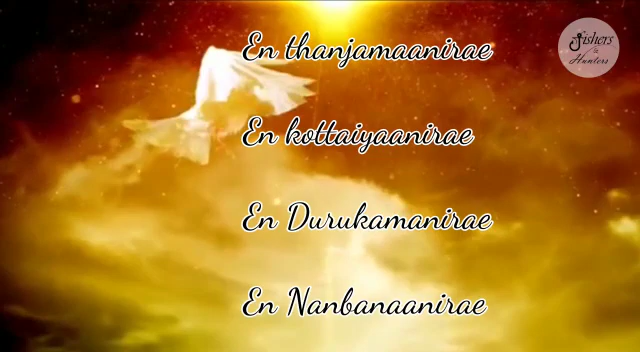 En thanjamaanirae
Fishers
&
Hunters
En kottaiyaanirae
En Durukamanirae
En Nanbanaanirae